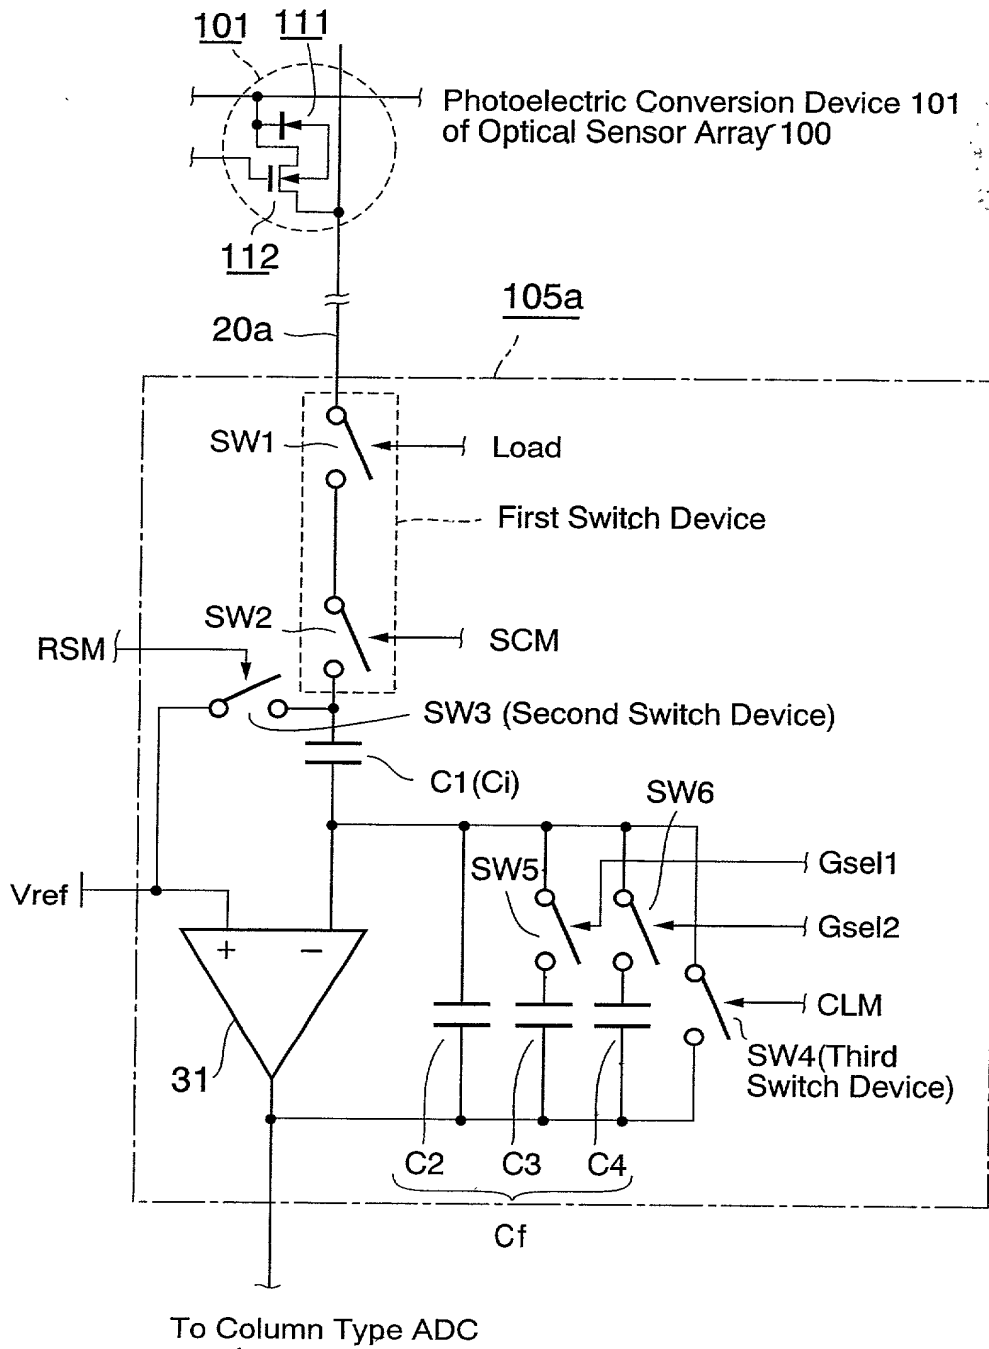 101
111
Photoelectric Conversion Device 101
of Optical Sensor Array 100
112
105a
20a
SW1
Load
First Switch Device
SW2
SCM
RSM
SW3 (Second Switch Device)
C1(Ci)
SW6
SW5
Gsel1
Vref
Gsel2
+ −
CLM
31
SW4(Third
Switch Device)
C2 C3 C4
Cf
To Column Type ADC